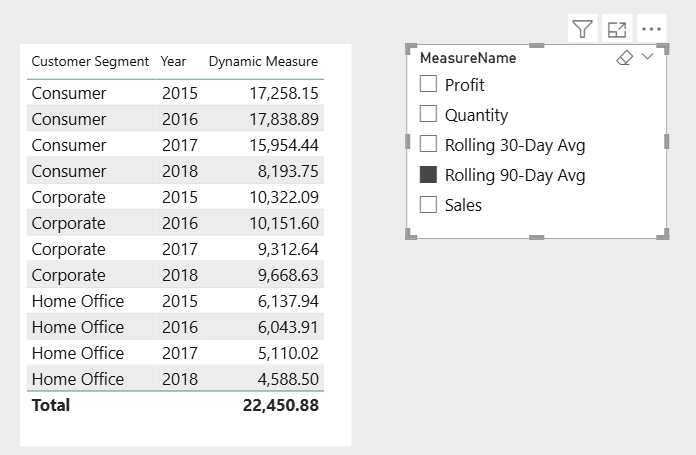 Customer Segment Year Dynamic Measure
Consumer 2015 17,258.15
Consumer 2016 17,838.89
Consumer 2017 15,954.44
Consumer 2018 8,193.75
Corporate 2015 10,322.09
Corporate 2016 10,151.60
Corporate 2017 9,312.64
Corporate 2018 9,668.63
Home Office 2015 6,137.94
Home Office 2016 6,043.91
Home Office 2017 5,110.02
Home Office 2018 4,588.50
Total 22,450.88
MeasureName
Profit
Quantity
Rolling 30-Day Avg
Rolling 90-Day Avg
Sales